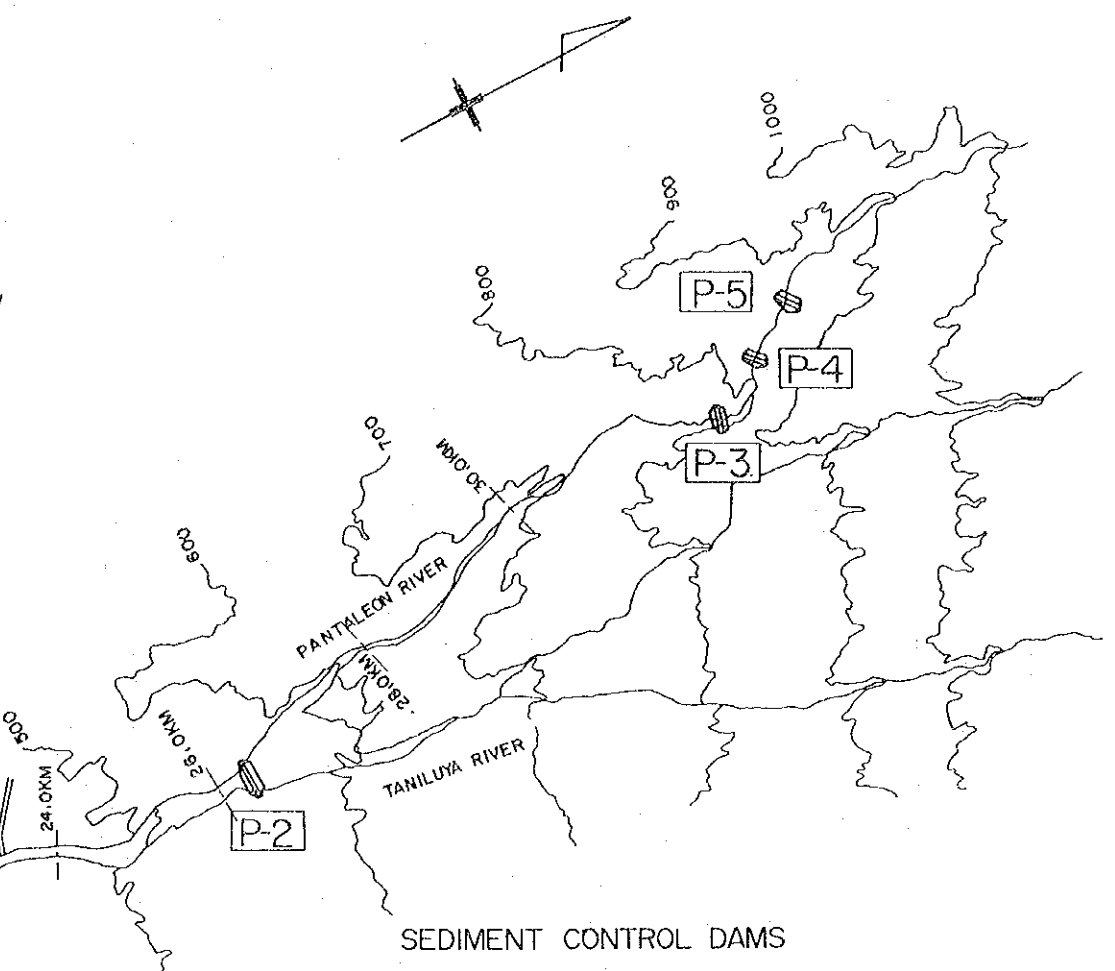 1000
900
800
P-5
P-4
P-3
700
30.0KM
600
PANTALEON RIVER
28.0KM
500
26.0KM
24.0KM
TANILUYA RIVER
P-2
SEDIMENT CONTROL DAMS